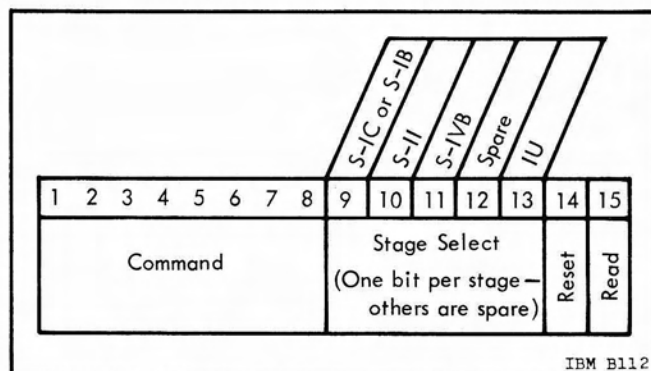 S-IC or S-IB
S-II
S-IVB
Spare
IU
1 2 3 4 5 6 7 8 9 10 11 12 13 14 15
Command
Stage Select
(One bit per stage—
others are spare)
Reset
Read
IBM B112